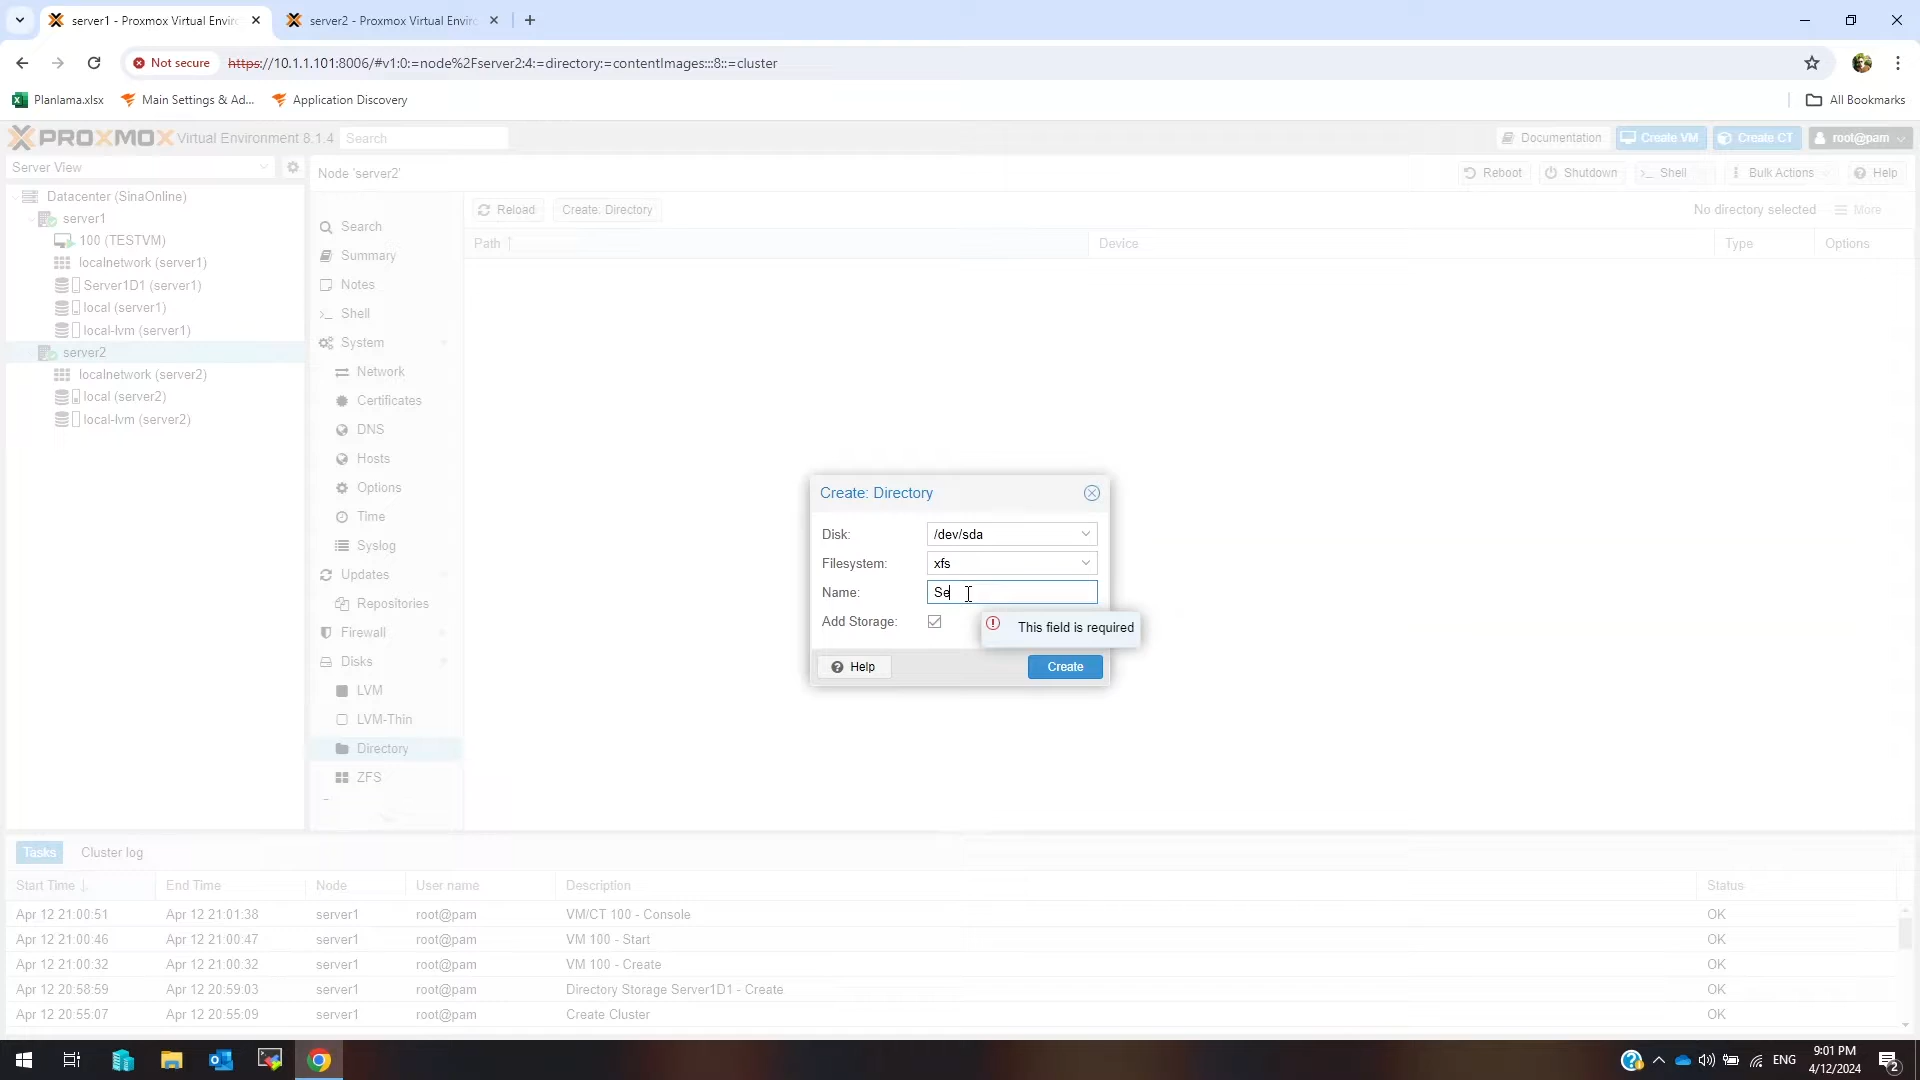 server1 - Proxmox Virtual Enviro
server2 - Proxmox Virtual Enviro
Not secure
https://10.1.1.101:8006/#v1:0:=node%2Fserver2:4:=directory:=contentImages:::8::=cluster
Planlama.xlsx
Main Settings & Ad...
Application Discovery
All Bookmarks
PROXMOX Virtual Environment 8.1.4
Search
Documentation
Create VM
Create CT
root@pam
Server View
Node 'server2'
Reboot
Shutdown
>_ Shell
Bulk Actions
Help
Datacenter (SinaOnline)
server1
100 (TESTVM)
localnetwork (server1)
Server1D1 (server1)
local (server1)
local-lvm (server1)
server2
localnetwork (server2)
local (server2)
local-lvm (server2)
Search
Summary
Notes
>_ Shell
System
Network
Certificates
DNS
Hosts
Options
Time
Syslog
Updates
Repositories
Firewall
Disks
LVM
LVM-Thin
Directory
ZFS
Reload
Create: Directory
No directory selected
More
Path
Device
Type
Options
Create: Directory
Disk: /dev/sda
Filesystem: xfs
Name: Se
Add Storage:
This field is required
Help
Create
Tasks
Cluster log
Start Time End Time Node User name Description Status
Apr 12 21:00:51 Apr 12 21:01:38 server1 root@pam VM/CT 100 - Console OK
Apr 12 21:00:46 Apr 12 21:00:47 server1 root@pam VM 100 - Start OK
Apr 12 21:00:32 Apr 12 21:00:32 server1 root@pam VM 100 - Create OK
Apr 12 20:58:59 Apr 12 20:59:03 server1 root@pam Directory Storage Server1D1 - Create OK
Apr 12 20:55:07 Apr 12 20:55:09 server1 root@pam Create Cluster OK
ENG
9:01 PM
4/12/2024
2